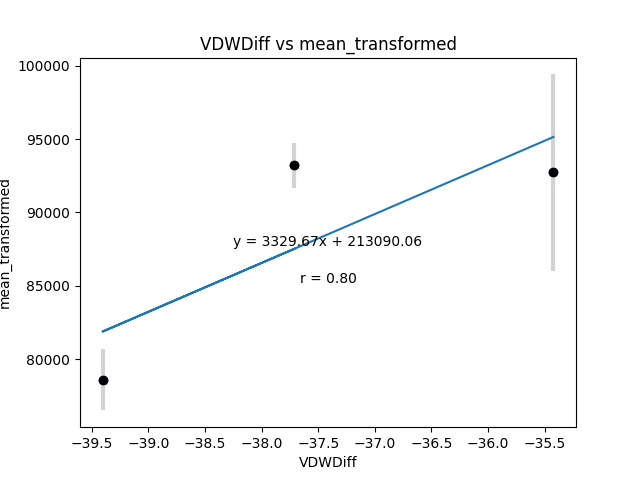 VDWDiff vs mean_transformed
100000
95000
90000
85000
80000
mean_transformed
y = 3329.67x + 213090.06
r = 0.80
−39.5 −39.0 −38.5 −38.0 −37.5 −37.0 −36.5 −36.0 −35.5
VDWDiff